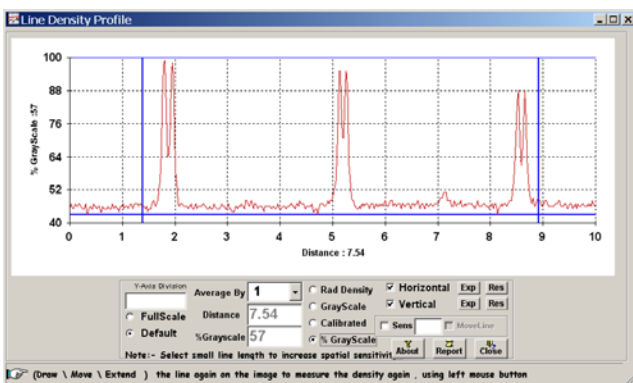 Line Density Profile
100
88
76
64
52
40
% GrayScale :57
0 1 2 3 4 5 6 7 8 9 10
Distance : 7.54
Y-Axis Division
FullScale
Default
Average By 1
Distance 7.54
%Grayscale 57
Rad Density
GrayScale
Calibrated
% GrayScale
Horizontal Exp Res
Vertical Exp Res
Sens MoveLine
About Report Close
Note:- Select small line length to increase spatial sensitivity
(Draw \ Move \ Extend ) the line again on the image to measure the density again , using left mouse button